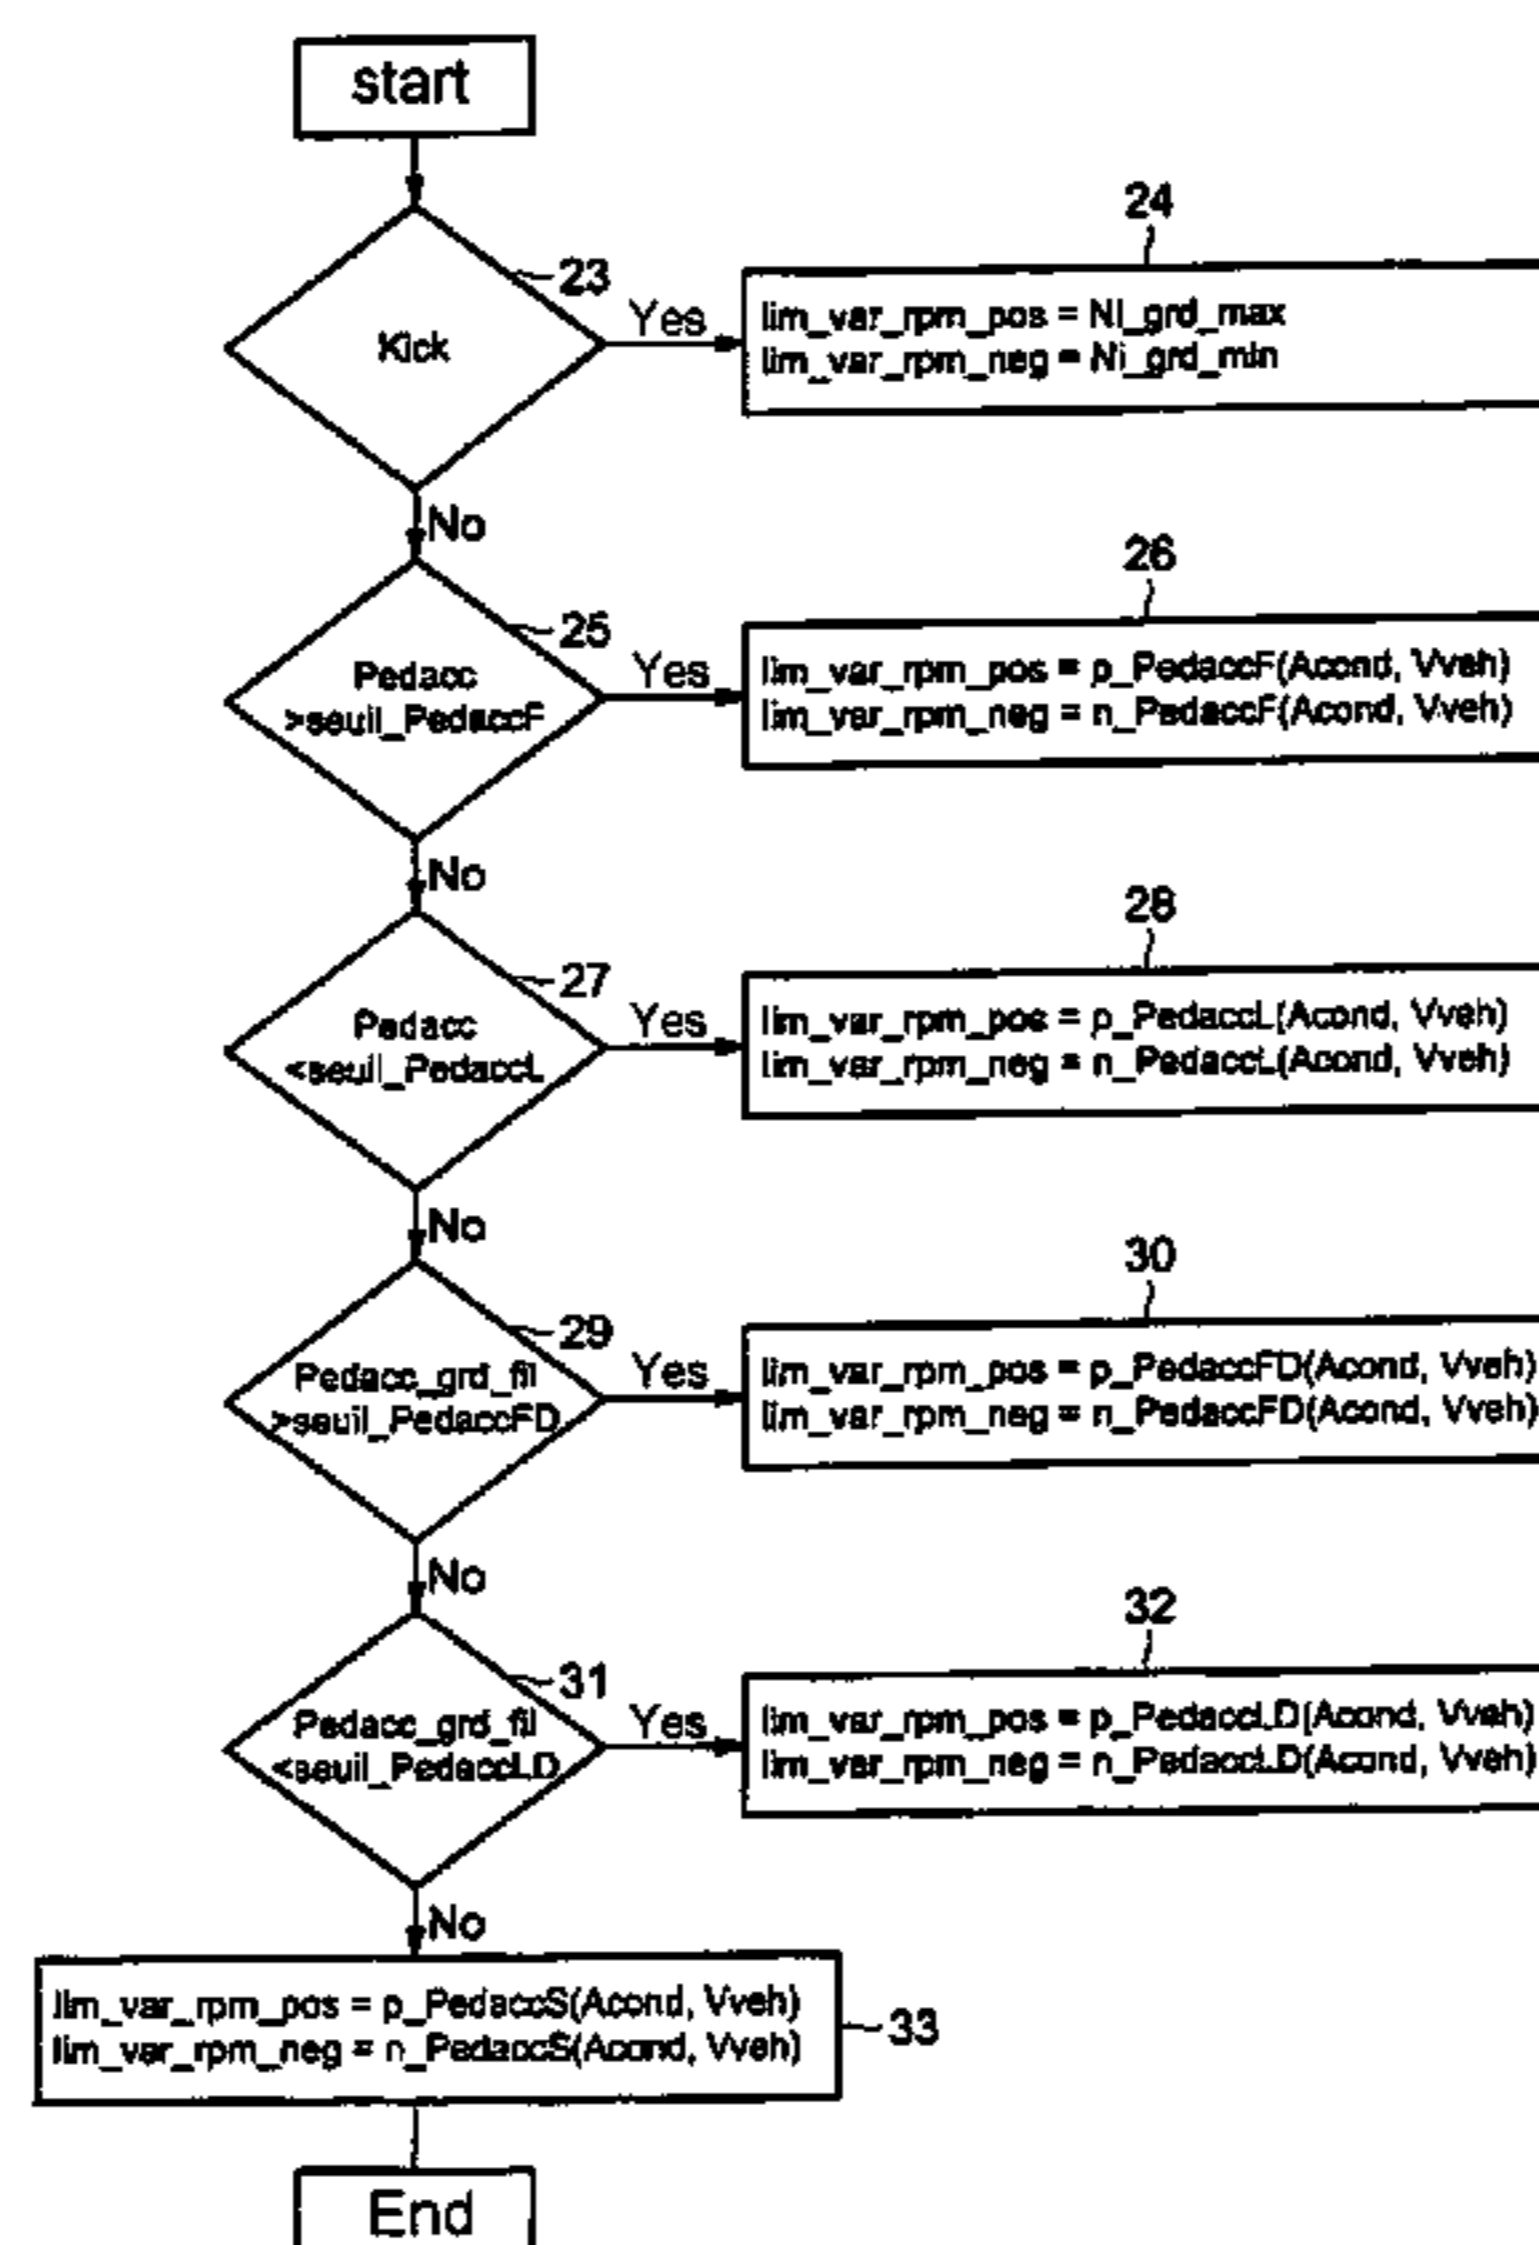 start
23
Kick
Yes
24
lim_var_rpm_pos = Ni_grd_max
lim_var_rpm_neg = Ni_grd_min
No
25
Pedacc
>seuil_PedaccF
Yes
26
lim_var_rpm_pos = p_PedaccF(Acond, Vveh)
lim_var_rpm_neg = n_PedaccF(Acond, Vveh)
No
27
Pedacc
<seuil_PedaccL
Yes
28
lim_var_rpm_pos = p_PedaccL(Acond, Vveh)
lim_var_rpm_neg = n_PedaccL(Acond, Vveh)
No
29
Pedacc_grd_fil
>seuil_PedaccFD
Yes
30
lim_var_rpm_pos = p_PedaccFD(Acond, Vveh)
lim_var_rpm_neg = n_PedaccFD(Acond, Vveh)
No
31
Pedacc_grd_fil
<seuil_PedaccLD
Yes
32
lim_var_rpm_pos = p_PedaccLD(Acond, Vveh)
lim_var_rpm_neg = n_PedaccLD(Acond, Vveh)
No
lim_var_rpm_pos = p_PedaccS(Acond, Vveh)
lim_var_rpm_neg = n_PedaccS(Acond, Vveh)
33
End